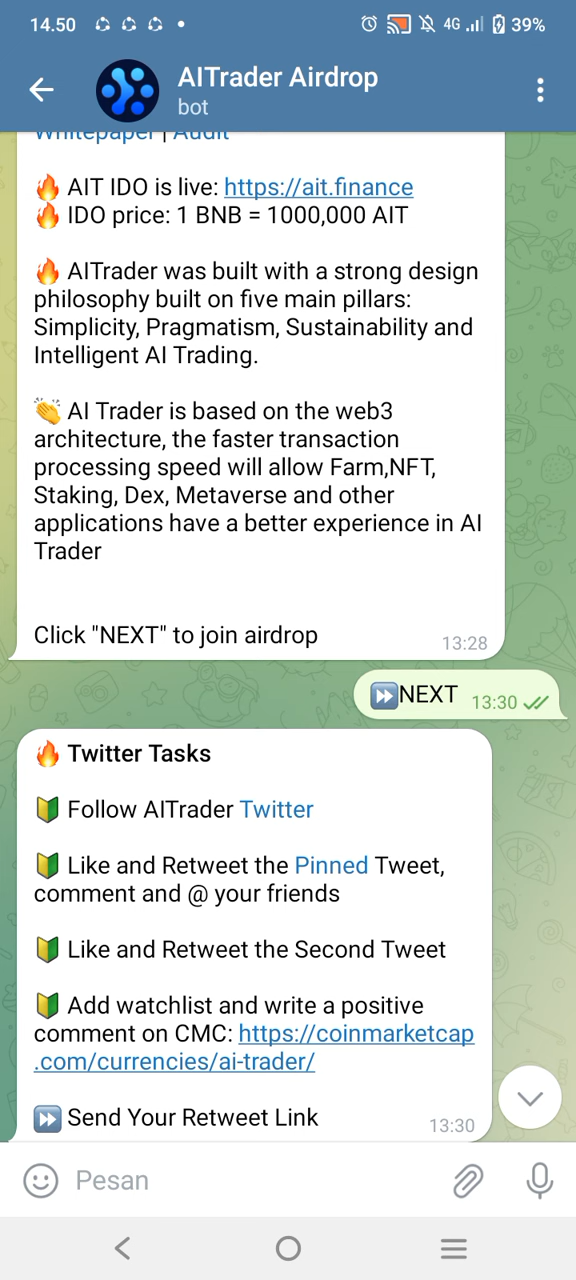 14.50
4G
39%
AITrader Airdrop
bot
Whitepaper | Audit
🔥 AIT IDO is live: https://ait.finance
🔥 IDO price: 1 BNB = 1000,000 AIT
🔥 AITrader was built with a strong design
philosophy built on five main pillars:
Simplicity, Pragmatism, Sustainability and
Intelligent AI Trading.
👏 AI Trader is based on the web3
architecture, the faster transaction
processing speed will allow Farm,NFT,
Staking, Dex, Metaverse and other
applications have a better experience in AI
Trader
Click "NEXT" to join airdrop
13:28
⏩NEXT
13:30
🔥 Twitter Tasks
🔰 Follow AITrader Twitter
🔰 Like and Retweet the Pinned Tweet,
comment and @ your friends
🔰 Like and Retweet the Second Tweet
🔰 Add watchlist and write a positive
comment on CMC: https://coinmarketcap
.com/currencies/ai-trader/
⏩ Send Your Retweet Link
13:30
Pesan